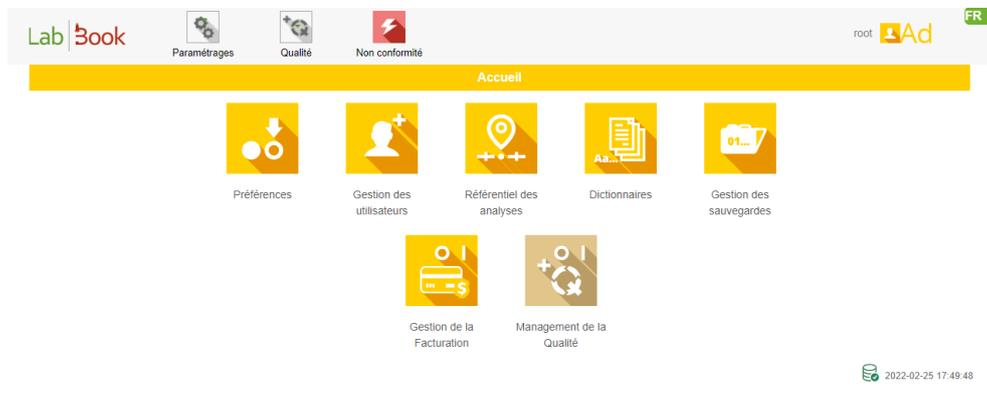 Lab Book
Paramétrages
Qualité
Non conformité
root
Ad
FR
Accueil
Aa...
01...
Préférences
Gestion des
utilisateurs
Référentiel des
analyses
Dictionnaires
Gestion des
sauvegardes
$
Gestion de la
Facturation
Management de la
Qualité
2022-02-25 17:49:48